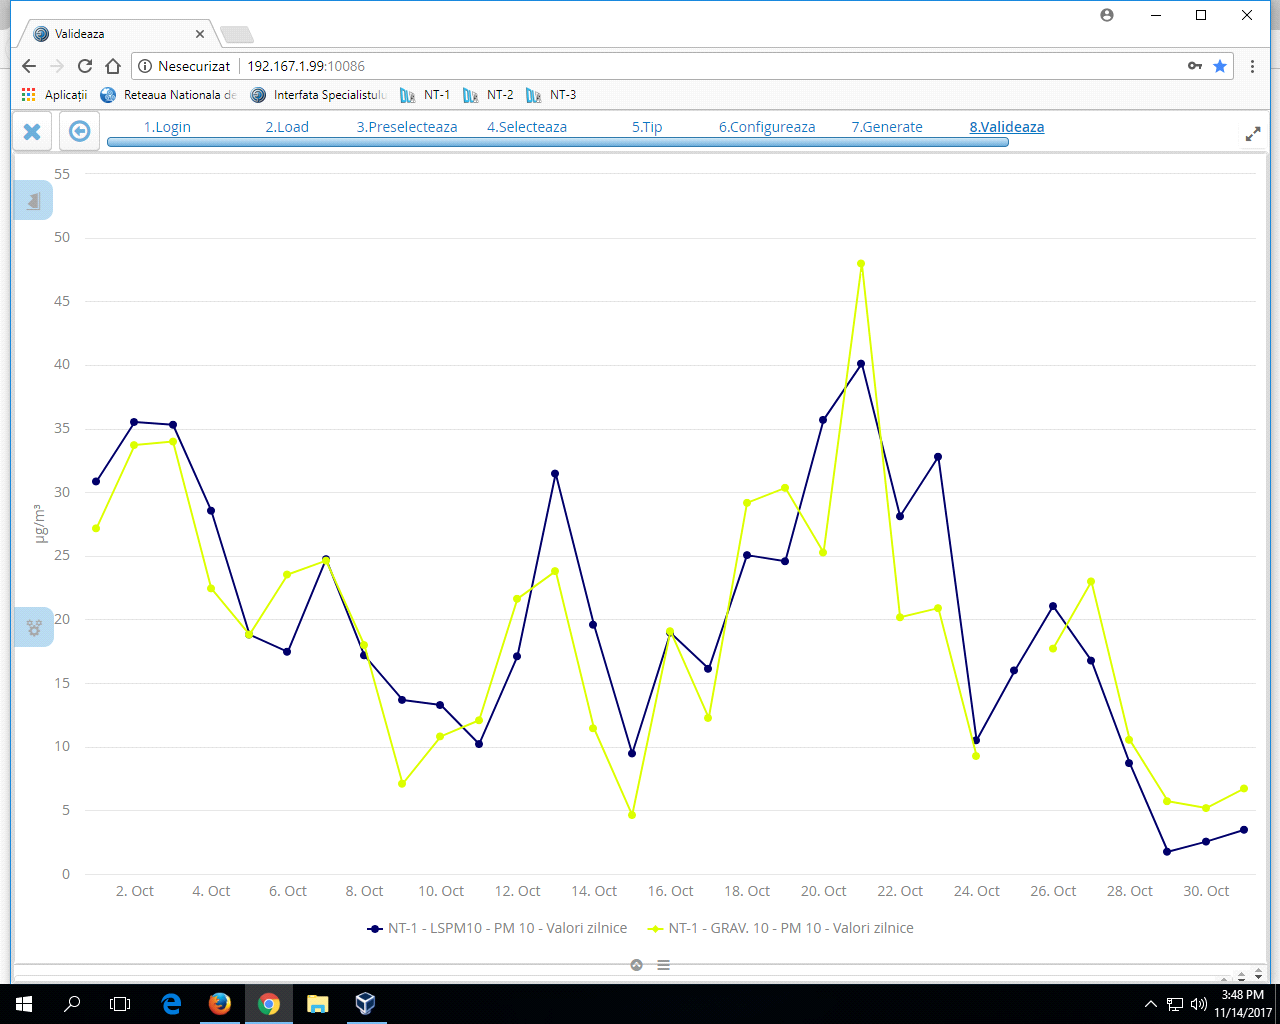 Valideaza
Nesecurizat 192.167.1.99:10086
Aplicații Reteaua Nationala de Interfata Specialistulu NT-1 NT-2 NT-3
1.Login 2.Load 3.Preselecteaza 4.Selecteaza 5.Tip 6.Configureaza 7.Generate 8.Valideaza
55
50
45
40
35
30
25
20
15
10
5
0
µg/m³
2. Oct 4. Oct 6. Oct 8. Oct 10. Oct 12. Oct 14. Oct 16. Oct 18. Oct 20. Oct 22. Oct 24. Oct 26. Oct 28. Oct 30. Oct
NT-1 - LSPM10 - PM 10 - Valori zilnice NT-1 - GRAV. 10 - PM 10 - Valori zilnice
3:48 PM
11/14/2017